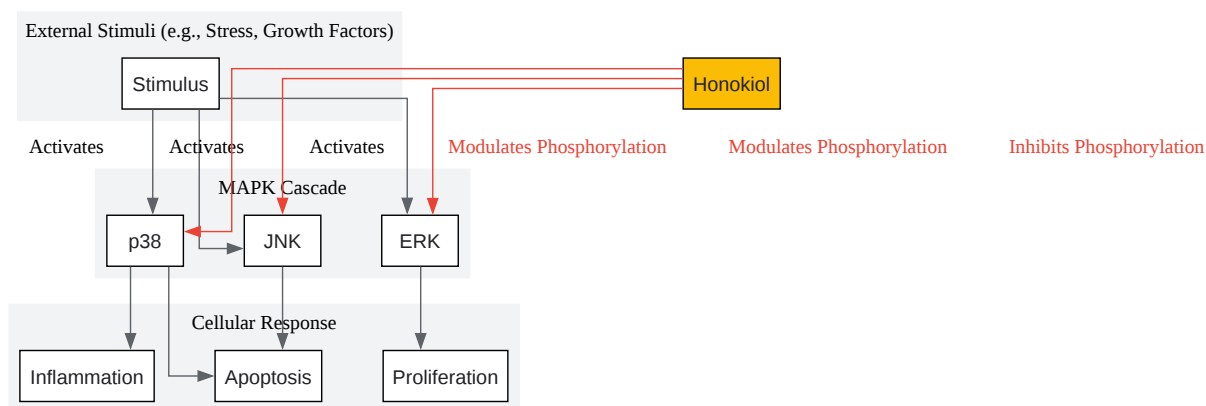 External Stimuli (e.g., Stress, Growth Factors)
Stimulus
Honokiol
Activates
Activates
Activates
Modulates Phosphorylation
Modulates Phosphorylation
Inhibits Phosphorylation
MAPK Cascade
p38
JNK
ERK
Cellular Response
Inflammation
Apoptosis
Proliferation